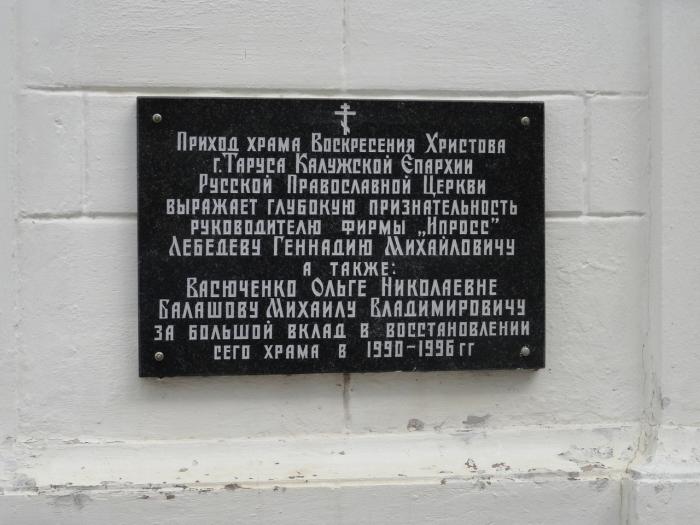 Приход храма Воскресения Христова
г. Таруса Калужской Епархии
Русской Православной Церкви
выражает глубокую признательность
руководителю фирмы „Ипросс”
Лебедеву Геннадию Михайловичу
а также:
Васюченко Ольге Николаевне
Балашову Михаилу Владимировичу
за большой вклад в восстановлении
сего храма в 1990-1996 гг